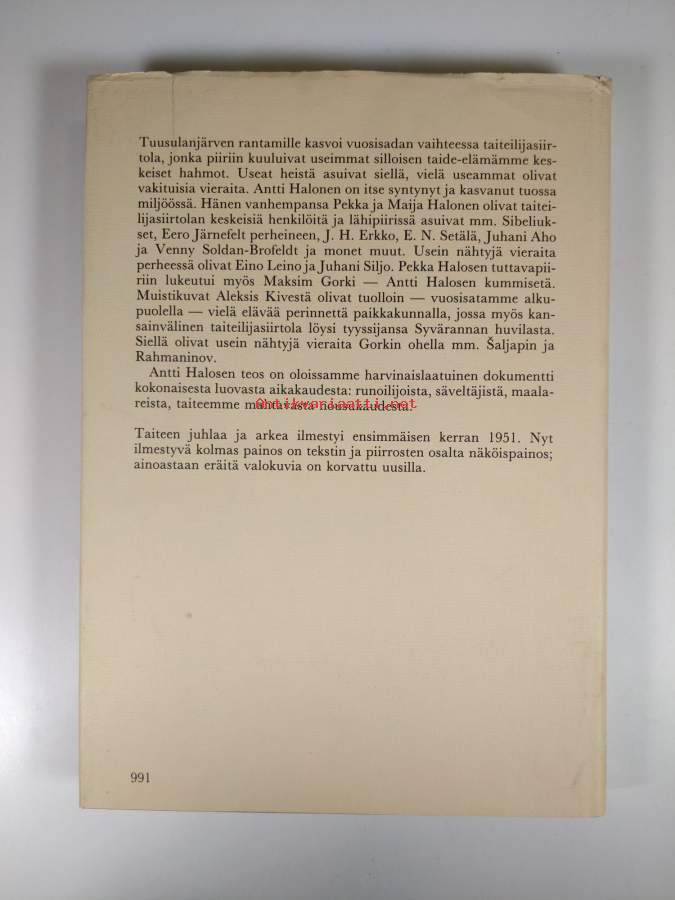 Tuusulanjärven rantamille kasvoi vuosisadan vaihteessa taiteilijasiir-
tola, jonka piiriin kuuluivat useimmat silloisen taide-elämämme kes-
keiset hahmot. Useat heistä asuivat siellä, vielä useammat olivat
vakituisia vieraita. Antti Halonen on itse syntynyt ja kasvanut tuossa
miljöössä. Hänen vanhempansa Pekka ja Maija Halonen olivat taitei-
lijasiirtolan keskeisiä henkilöitä ja lähipiirissä asuivat mm. Sibeliuk-
set, Eero Järnefelt perheineen, J. H. Erkko, E. N. Setälä, Juhani Aho
ja Venny Soldan-Brofeldt ja monet muut. Usein nähtyjä vieraita
perheessä olivat Eino Leino ja Juhani Siljo. Pekka Halosen tuttavapii-
riin lukeutui myös Maksim Gorki — Antti Halosen kummisetä.
Muistikuvat Aleksis Kivestä olivat tuolloin — vuosisatamme alku-
puolella — vielä elävää perinnettä paikkakunnalla, jossa myös kan-
sainvälinen taiteilijasiirtola löysi tyyssijansa Syvärannan huvilasta.
Siellä olivat usein nähtyjä vieraita Gorkin ohella mm. Šaljapin ja
Rahmaninov.
Antti Halosen teos on oloissamme harvinaislaatuinen dokumentti
kokonaisesta luovasta aikakaudesta: runoilijoista, säveltäjistä, maala-
reista, taiteemme mahtavasta nousukaudesta.
Antikvariaatti.net
Taiteen juhlaa ja arkea ilmestyi ensimmäisen kerran 1951. Nyt
ilmestyvä kolmas painos on tekstin ja piirrosten osalta näköispainos;
ainoastaan eräitä valokuvia on korvattu uusilla.
991